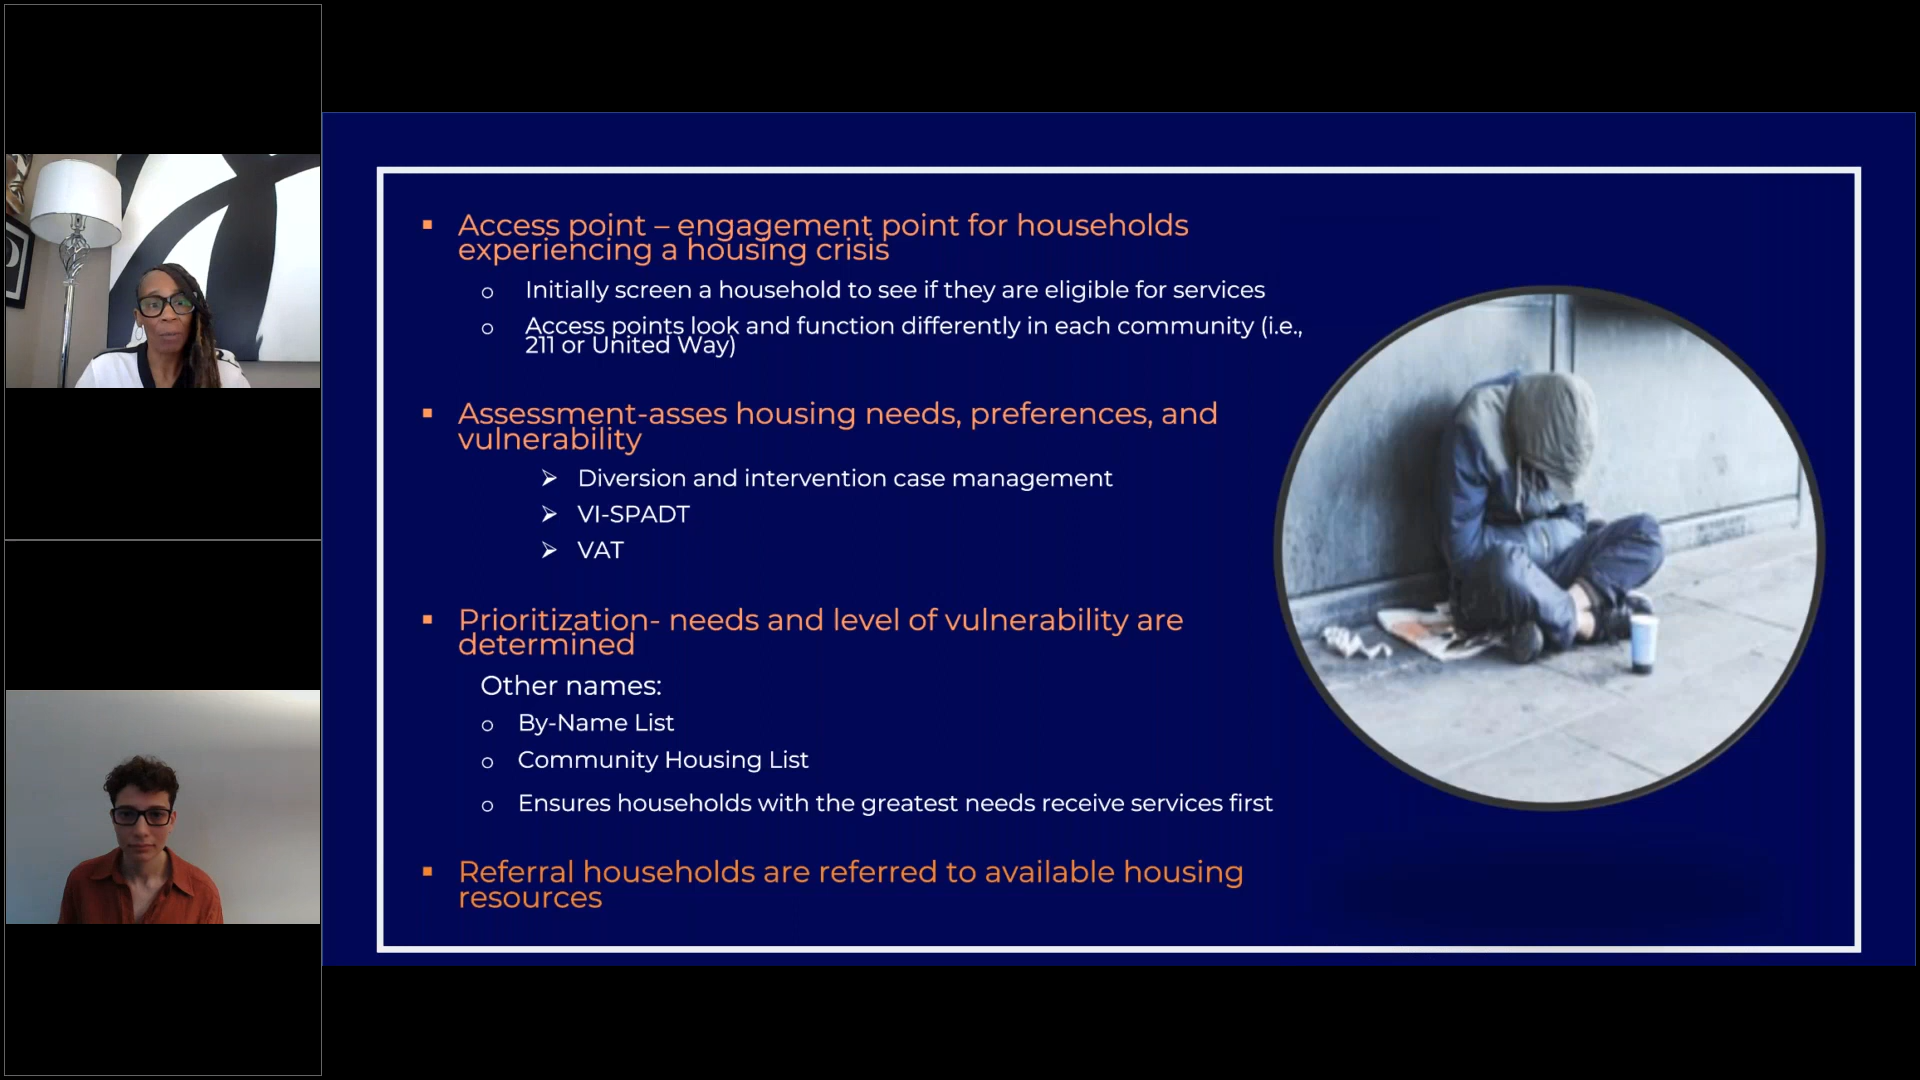 ▪ Access point – engagement point for households
experiencing a housing crisis
o Initially screen a household to see if they are eligible for services
o Access points look and function differently in each community (i.e.,
211 or United Way)
▪ Assessment-asses housing needs, preferences, and
vulnerability
➢ Diversion and intervention case management
➢ VI-SPADT
➢ VAT
▪ Prioritization- needs and level of vulnerability are
determined
Other names:
o By-Name List
o Community Housing List
o Ensures households with the greatest needs receive services first
▪ Referral households are referred to available housing
resources